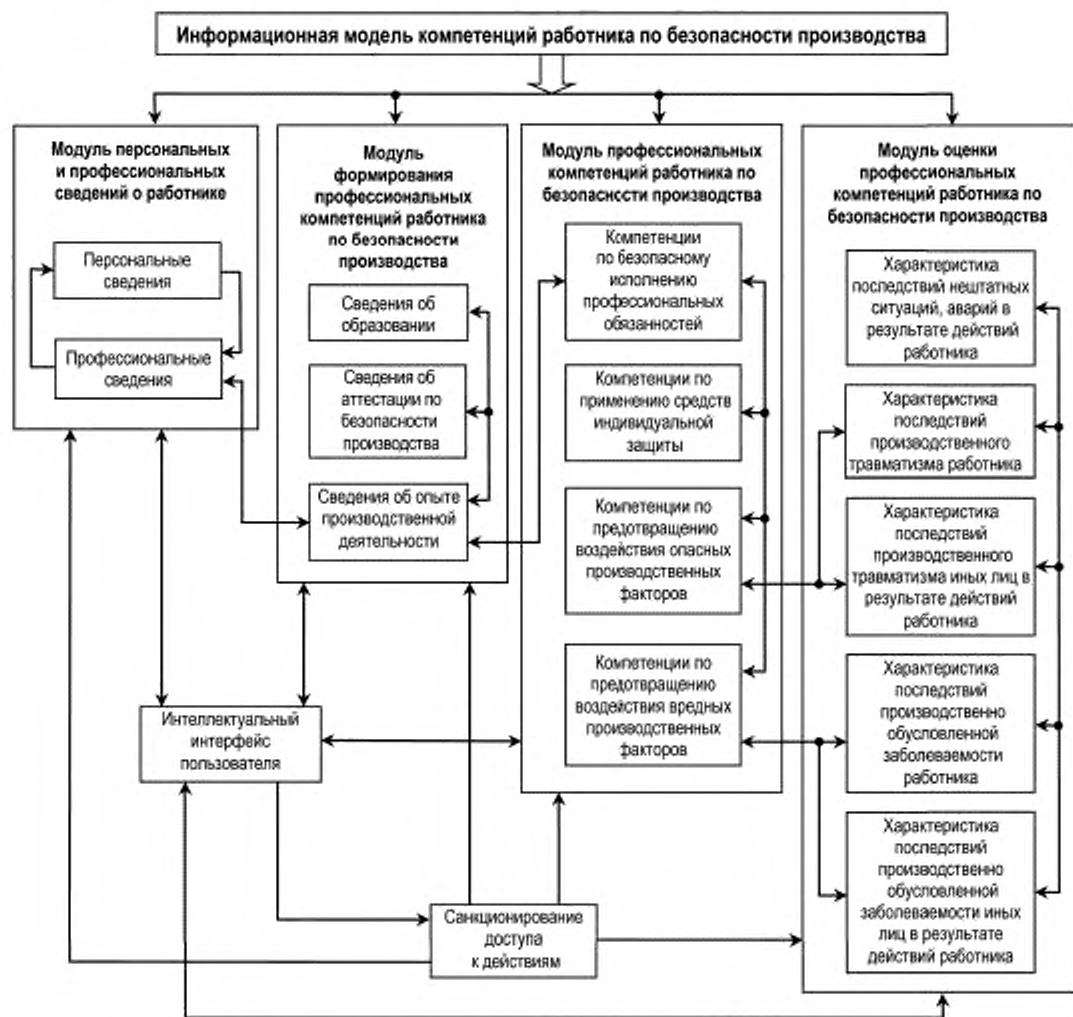 Информационная модель компетенций работника по безопасности производства
Модуль персональных
и профессиональных
сведений о работнике
Персональные
сведения
Профессиональные
сведения
Модуль
формирования
профессиональных
компетенций работника
по безопасности
производства
Сведения об
образовании
Сведения об
аттестации по
безопасности
производства
Сведения об опыте
производственной
деятельности
Модуль профессиональных
компетенций работника по
безопасности производства
Компетенции
по безопасному
исполнению
профессиональных
обязанностей
Компетенции по
применению средств
индивидуальной
защиты
Компетенции по
предотвращению
воздействия опасных
производственных
факторов
Компетенции по
предотвращению
воздействия вредных
производственных
факторов
Модуль оценки
профессиональных
компетенций работника по
безопасности производства
Характеристика
последствий нештатных
ситуаций, аварий в
результате действий
работника
Характеристика
последствий
производственного
травматизма работника
Характеристика
последствий
производственного
травматизма иных лиц в
результате действий
работника
Характеристика
последствий
производственно
обусловленной
заболеваемости
работника
Характеристика
последствий
производственно
обусловленной
заболеваемости иных
лиц в результате
действий работника
Интеллектуальный
интерфейс
пользователя
Санкционирование
доступа
к действиям